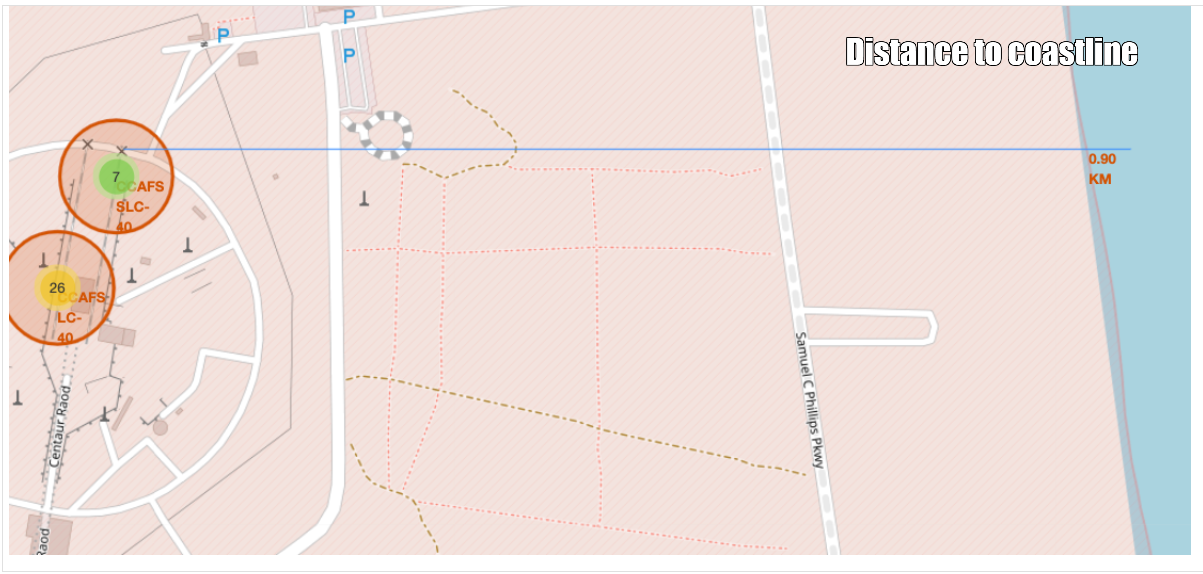 P
P
Distance to coastline
P
0.90
KM
7
CCAFS
SLC-
40
26
CCAFS
LC-
40
Samuel C Phillips Pkwy
Centaur Raod
Raod